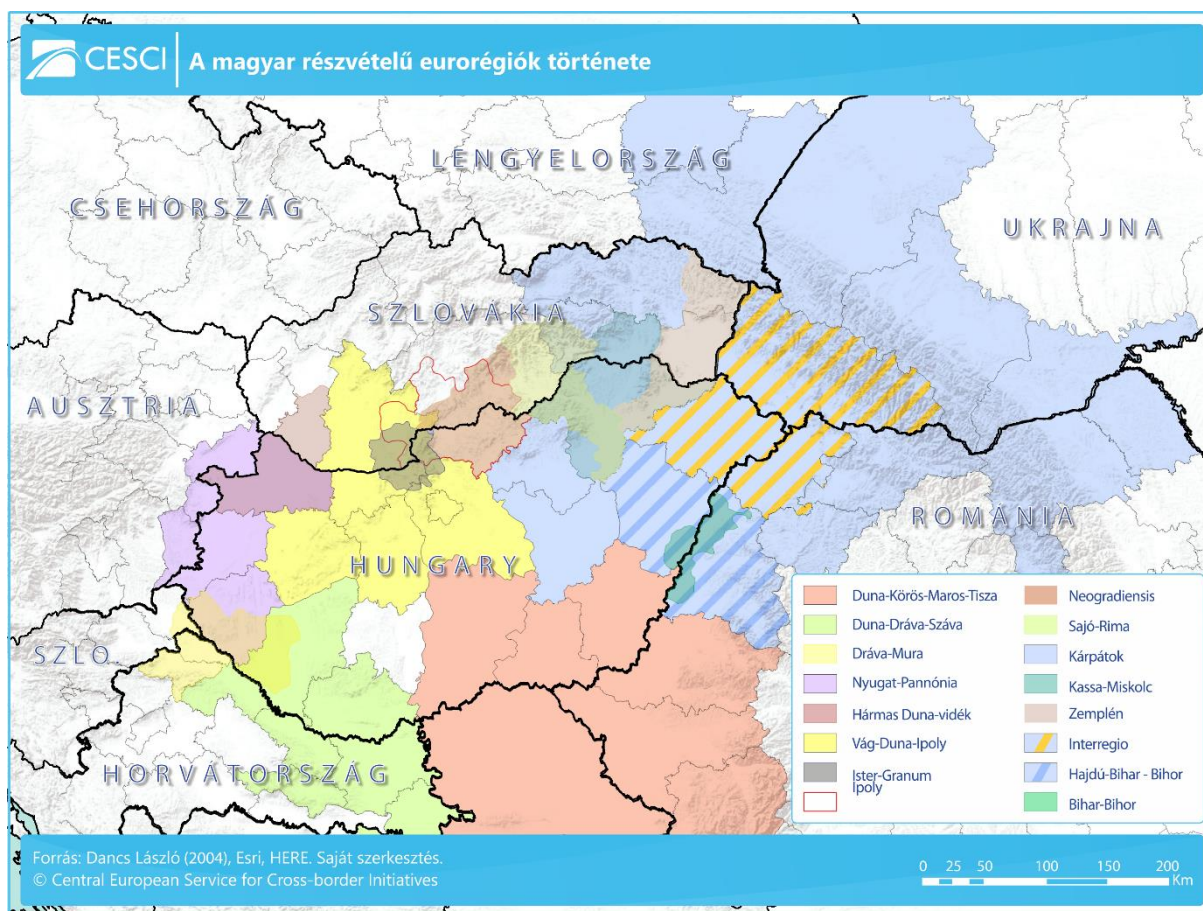 CESCI
A magyar részvételű eurorégiók története
LENGYELORSZÁG
CSEHORSZÁG
UKRAJNA
SZLOVÁKIA
AUSZTRIA
ROMÁNIA
HUNGARY
SZLO.
HORVÁTORSZÁG
Duna-Körös-Maros-Tisza
Duna-Dráva-Száva
Dráva-Mura
Nyugat-Pannónia
Hármas Duna-vidék
Vág-Duna-Ipoly
Ister-Granum
Ipoly
Neogradiensis
Sajó-Rima
Kárpátok
Kassa-Miskolc
Zemplén
Interregio
Hajdú-Bihar - Bihor
Bihar-Bihor
Forrás: Dancs László (2004), Esri, HERE. Saját szerkesztés.
© Central European Service for Cross-border Initiatives
0 25 50 100 150 200
Km